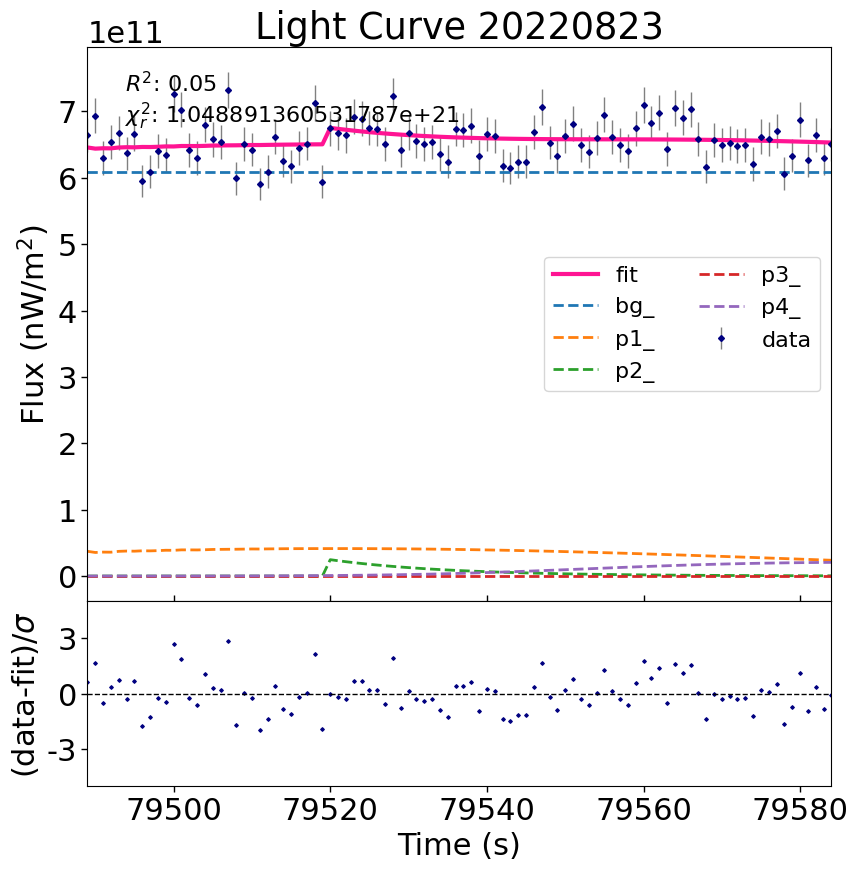 Light Curve 20220823
1e11
R²: 0.05
χ²ᵣ: 1.048891360531787e+21
7
6
5
4
3
2
1
0
Flux (nW/m²)
fit
bg_
p1_
p2_
p3_
p4_
data
3
0
-3
(data-fit)/σ
79500 79520 79540 79560 79580
Time (s)